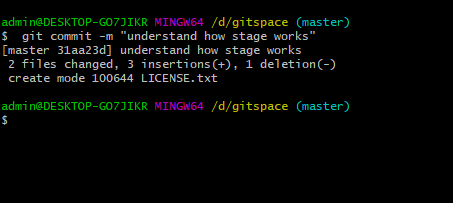 admin@DESKTOP-GO7JIKR MINGW64 /d/gitspace (master)
$  git commit -m "understand how stage works"
[master 31aa23d] understand how stage works
 2 files changed, 3 insertions(+), 1 deletion(-)
 create mode 100644 LICENSE.txt
admin@DESKTOP-GO7JIKR MINGW64 /d/gitspace (master)
$